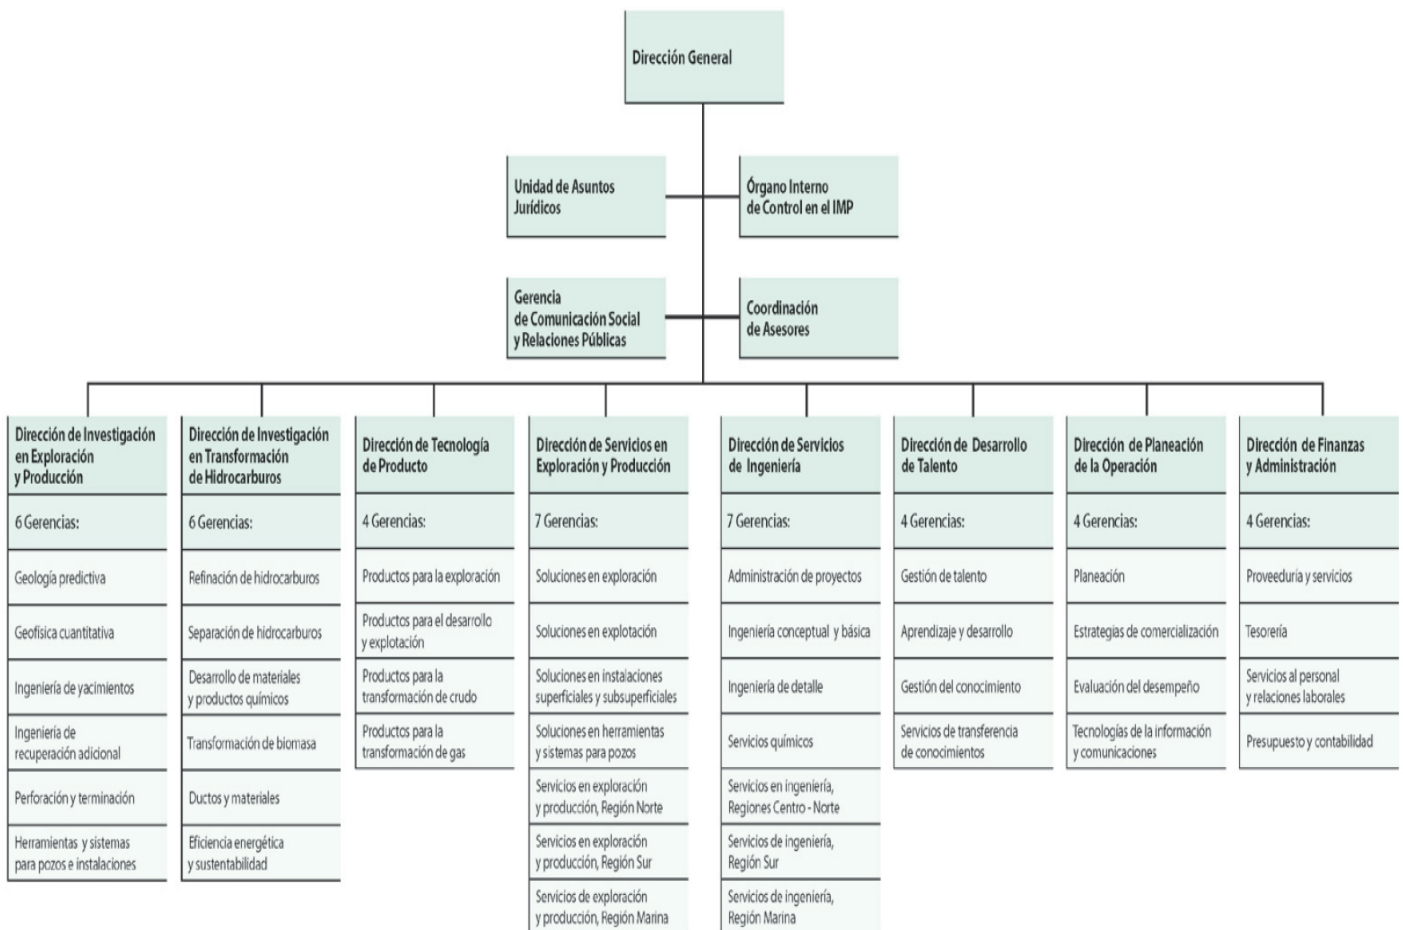 Dirección General
Unidad de Asuntos
Jurídicos
Órgano Interno
de Control en el IMP
Gerencia
de Comunicación Social
y Relaciones Públicas
Coordinación
de Asesores
Dirección de Investigación
en Exploración
y Producción
6 Gerencias:
Geología predictiva
Geofísica cuantitativa
Ingeniería de yacimientos
Ingeniería de
recuperación adicional
Perforación y terminación
Herramientas y sistemas
para pozos e instalaciones
Dirección de Investigación
en Transformación
de Hidrocarburos
6 Gerencias:
Refinación de hidrocarburos
Separación de hidrocarburos
Desarrollo de materiales
y productos químicos
Transformación de biomasa
Ductos y materiales
Eficiencia energética
y sustentabilidad
Dirección de Tecnología
de Producto
4 Gerencias:
Productos para la exploración
Productos para el desarrollo
y explotación
Productos para la
transformación de crudo
Productos para la
transformación de gas
Dirección de Servicios en
Exploración y Producción
7 Gerencias:
Soluciones en exploración
Soluciones en explotación
Soluciones en instalaciones
superficiales y subsuperficiales
Soluciones en herramientas
y sistemas para pozos
Servicios en exploración
y producción, Región Norte
Servicios en exploración
y producción, Región Sur
Servicios de exploración
y producción, Región Marina
Dirección de Servicios
de Ingeniería
7 Gerencias:
Administración de proyectos
Ingeniería conceptual y básica
Ingeniería de detalle
Servicios químicos
Servicios en ingeniería,
Regiones Centro - Norte
Servicios de ingeniería,
Región Sur
Servicios de ingeniería,
Región Marina
Dirección de Desarrollo
de Talento
4 Gerencias:
Gestión de talento
Aprendizaje y desarrollo
Gestión del conocimiento
Servicios de transferencia
de conocimientos
Dirección de Planeación
de la Operación
4 Gerencias:
Planeación
Estrategias de comercialización
Evaluación del desempeño
Tecnologías de la información
y comunicaciones
Dirección de Finanzas
y Administración
4 Gerencias:
Proveeduría y servicios
Tesorería
Servicios al personal
y relaciones laborales
Presupuesto y contabilidad